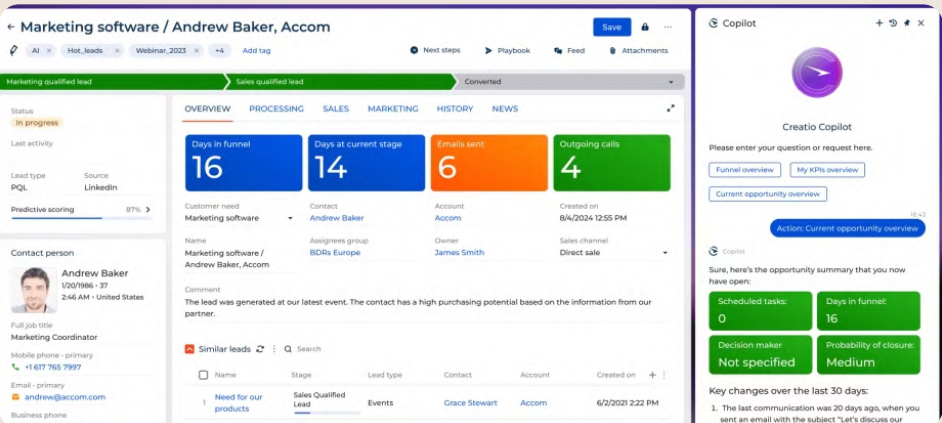 ← Marketing software / Andrew Baker, Accom
Save
AI × Hot_leads × Webinar_2023 × +4 Add tag
Next steps Playbook Feed Attachments
Marketing qualified lead Sales qualified lead Converted
Status
In progress
Last activity
Lead type Source
PQL LinkedIn
Predictive scoring 87%
Contact person
Andrew Baker
1/20/1986 - 37
2:46 AM • United States
Full job title
Marketing Coordinator
Mobile phone - primary
+1 617 765 7997
Email - primary
andrew@accom.com
Business phone
OVERVIEW PROCESSING SALES MARKETING HISTORY NEWS
Days in funnel
16
Days at current stage
14
Emails sent
6
Outgoing calls
4
Customer need Contact Account Created on
Marketing software Andrew Baker Accom 8/4/2024 12:55 PM
Name Assignees group Owner Sales channel
Marketing software / BDRs Europe James Smith Direct sale
Andrew Baker, Accom
Comment
The lead was generated at our latest event. The contact has a high purchasing potential based on the information from our
partner.
Similar leads Search
Name Stage Lead type Contact Account Created on +
1 Need for our products Sales Qualified Lead Events Grace Stewart Accom 6/2/2021 2:22 PM
Copilot
Creatio Copilot
Please enter your question or request here.
Funnel overview My KPIs overview
Current opportunity overview
18:43
Action: Current opportunity overview
Copilot
Sure, here's the opportunity summary that you now
have open:
Scheduled tasks:
0
Days in funnel:
16
Decision maker
Not specified
Probability of closure:
Medium
Key changes over the last 30 days:
1. The last communication was 20 days ago, when you
sent an email with the subject "Let's discuss our